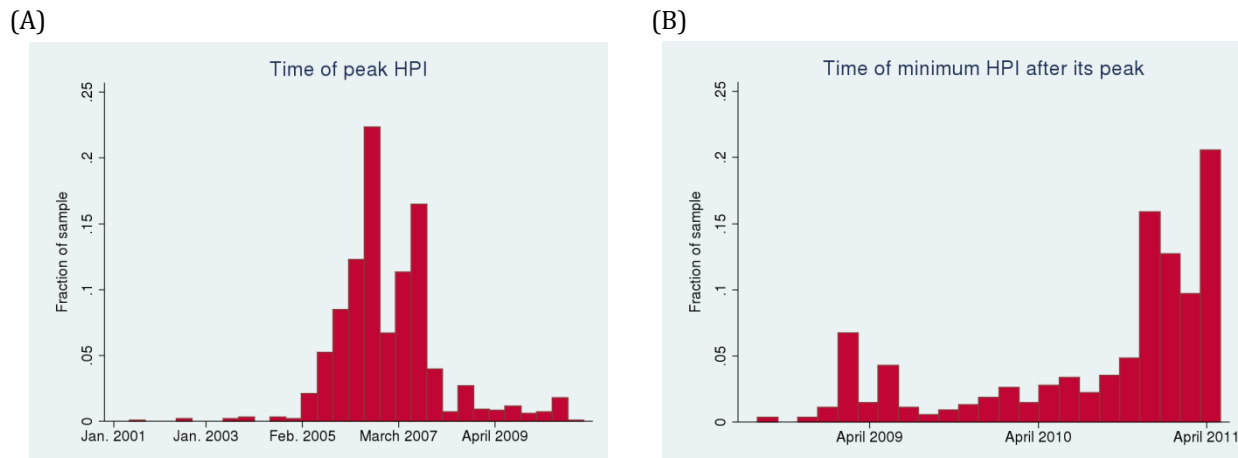 (A)
(B)
Time of peak HPI
Time of minimum HPI after its peak
Fraction of sample
.25
.2
.15
.1
.05
0
Jan. 2001 Jan. 2003 Feb. 2005 March 2007 April 2009
Fraction of sample
.25
.2
.15
.1
.05
0
April 2009 April 2010 April 2011